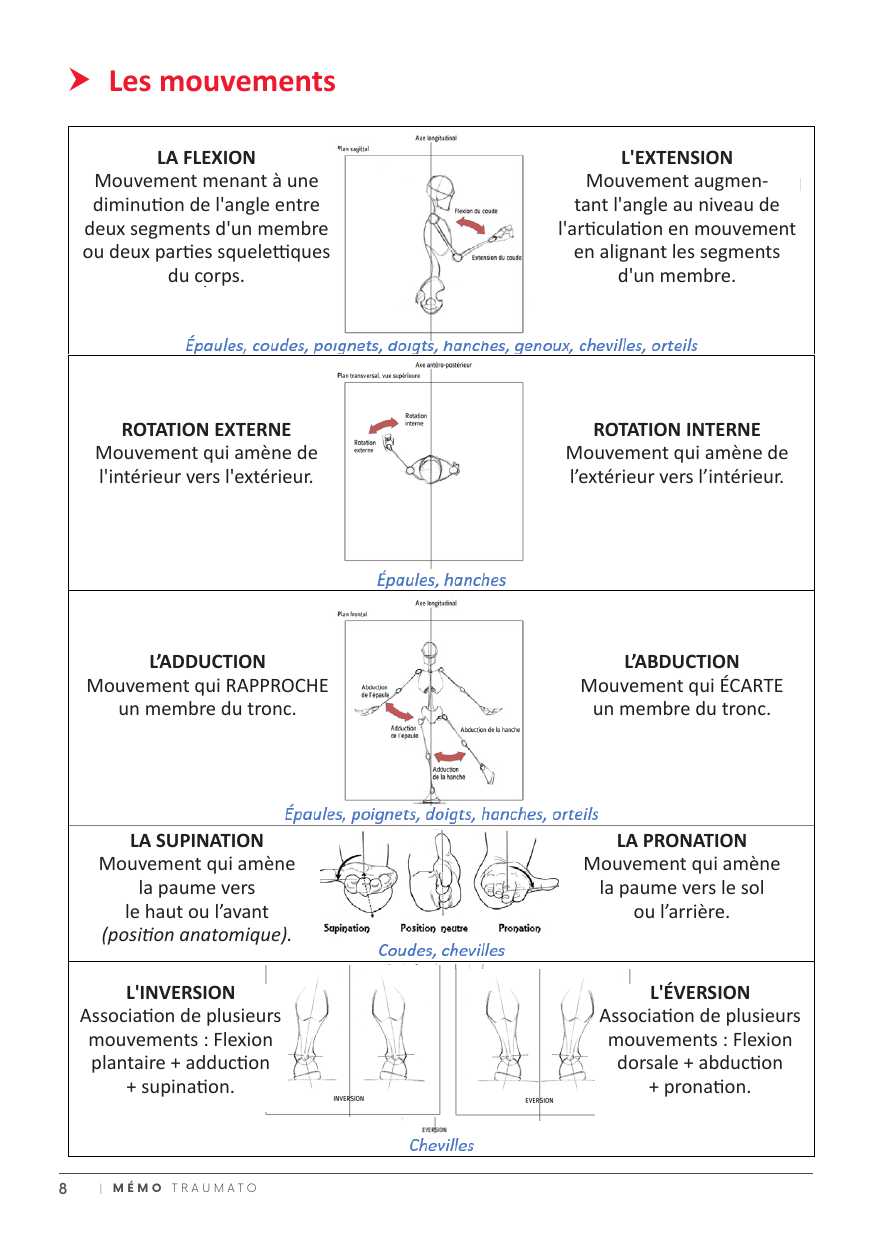 Les mouvements
LA FLEXION
Mouvement menant à une
diminution de l'angle entre
deux segments d'un membre
ou deux parties squelettiques
du corps.
Axe longitudinal
Plan sagittal
Flexion du coude
Extension du coude
L'EXTENSION
Mouvement augmen-
tant l'angle au niveau de
l'articulation en mouvement
en alignant les segments
d'un membre.
Épaules, coudes, poignets, doigts, hanches, genoux, chevilles, orteils
ROTATION EXTERNE
Mouvement qui amène de
l'intérieur vers l'extérieur.
Axe antéro-postérieur
Plan transversal, vue supérieure
Rotation
interne
Rotation
externe
ROTATION INTERNE
Mouvement qui amène de
l’extérieur vers l’intérieur.
Épaules, hanches
L’ADDUCTION
Mouvement qui RAPPROCHE
un membre du tronc.
Axe longitudinal
Plan frontal
Abduction
de l'épaule
Adduction
de l'épaule
Abduction de la hanche
Adduction
de la hanche
L’ABDUCTION
Mouvement qui ÉCARTE
un membre du tronc.
Épaules, poignets, doigts, hanches, orteils
LA SUPINATION
Mouvement qui amène
la paume vers
le haut ou l’avant
(position anatomique).
Supination
Position neutre
Pronation
LA PRONATION
Mouvement qui amène
la paume vers le sol
ou l’arrière.
Coudes, chevilles
L'INVERSION
Association de plusieurs
mouvements : Flexion
plantaire + adduction
+ supination.
INVERSION
EVERSION
EVERSION
L'ÉVERSION
Association de plusieurs
mouvements : Flexion
dorsale + abduction
+ pronation.
Chevilles
8 | MÉMO TRAUMATO